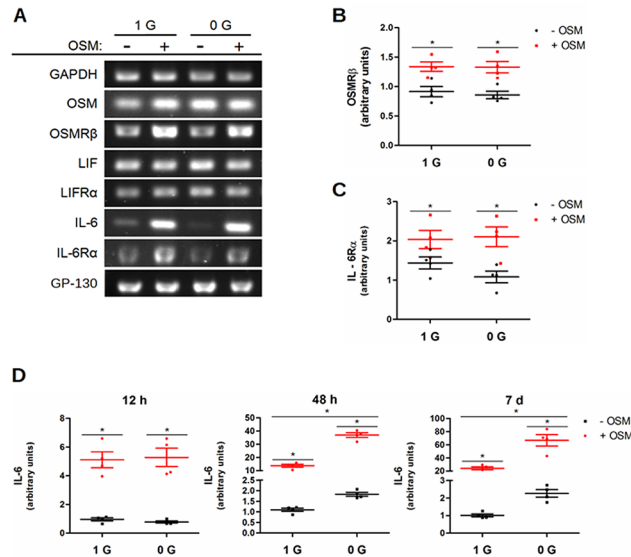 A
1 G 0 G
OSM: - + - +
GAPDH
OSM
OSMRβ
LIF
LIFRα
IL-6
IL-6Rα
GP-130
B
- OSM
+ OSM
OSMRβ
(arbitrary units)
2.0
1.5
1.0
0.5
0.0
* *
1 G 0 G
C
- OSM
+ OSM
IL - 6Rα
(arbitrary units)
3
2
1
0
* *
1 G 0 G
D
12 h
IL-6
(arbitrary units)
8
6
4
2
0
* *
1 G 0 G
48 h
IL-6
(arbitrary units)
50
40
30
20
10
2.5
2.0
1.5
1.0
0.5
0.0
*
* *
1 G 0 G
7 d
- OSM
+ OSM
IL-6
(arbitrary units)
100
80
60
40
20
3
2
1
0
*
* *
1 G 0 G